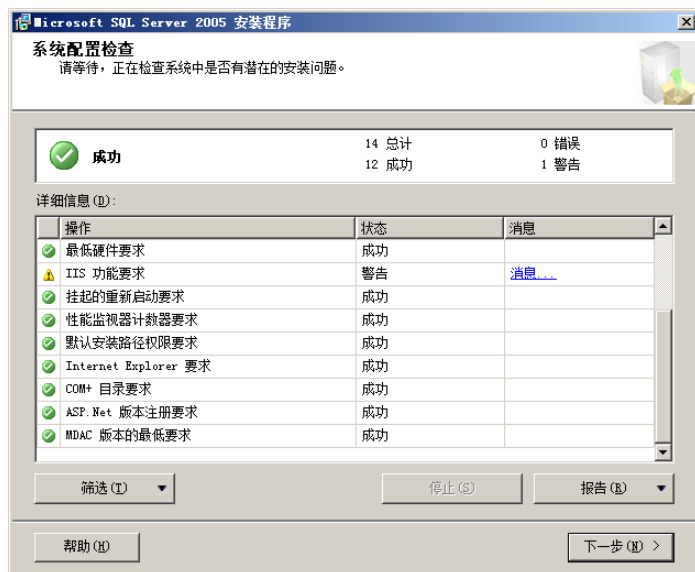 Microsoft SQL Server 2005 安装程序
系统配置检查
请等待，正在检查系统中是否有潜在的安装问题。
成功
14 总计
0 错误
12 成功
1 警告
详细信息(D):
操作 状态 消息
最低硬件要求 成功
IIS 功能要求 警告 消息...
挂起的重新启动要求 成功
性能监视器计数器要求 成功
默认安装路径权限要求 成功
Internet Explorer 要求 成功
COM+ 目录要求 成功
ASP.Net 版本注册要求 成功
MDAC 版本的最低要求 成功
筛选(T) 停止(S) 报告(R)
帮助(H) 下一步(N) >